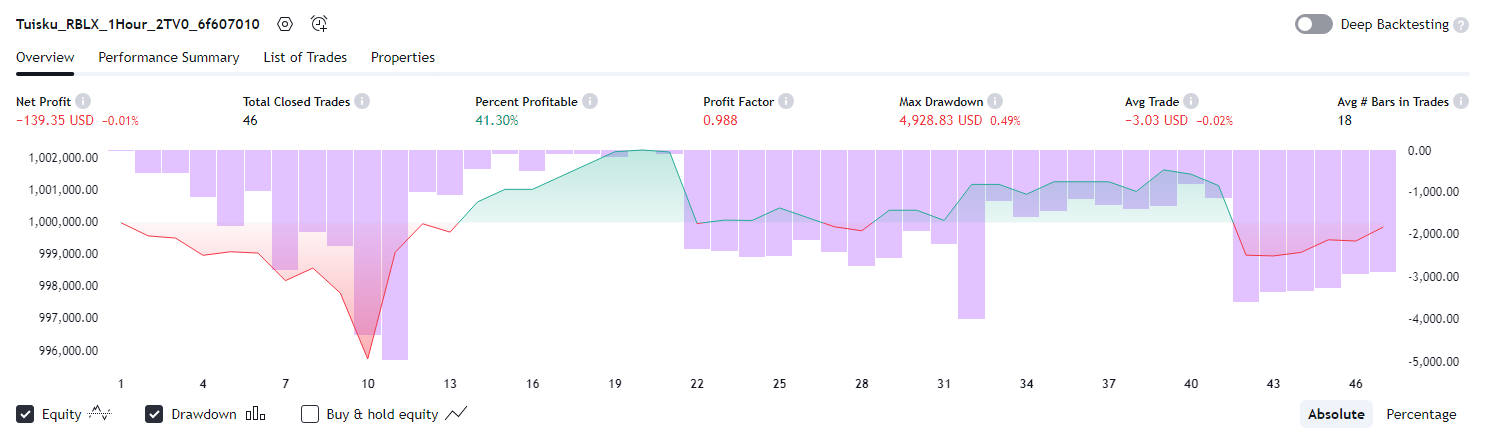 Tuisku_RBLX_1Hour_2TV0_6f607010
Deep Backtesting ?
Overview Performance Summary List of Trades Properties
Net Profit Total Closed Trades Percent Profitable Profit Factor Max Drawdown Avg Trade Avg # Bars in Trades
−139.35 USD −0.01% 46 41.30% 0.988 4,928.83 USD 0.49% −3.03 USD −0.02% 18
1,002,000.00 0.00
1,001,000.00 -1,000.00
1,000,000.00 -2,000.00
999,000.00 -3,000.00
998,000.00 -4,000.00
997,000.00 -5,000.00
996,000.00
1 4 7 10 13 16 19 22 25 28 31 34 37 40 43 46
Equity Drawdown Buy & hold equity Absolute Percentage